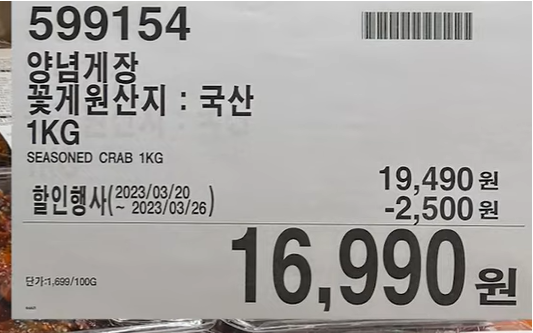 599154
양념게장
꽃게원산지 : 국산
1KG
SEASONED CRAB 1KG
19,490 원
할인행사(2023/03/20
~ 2023/03/26)
-2,500 원
16,990 원
단가:1,699/100G